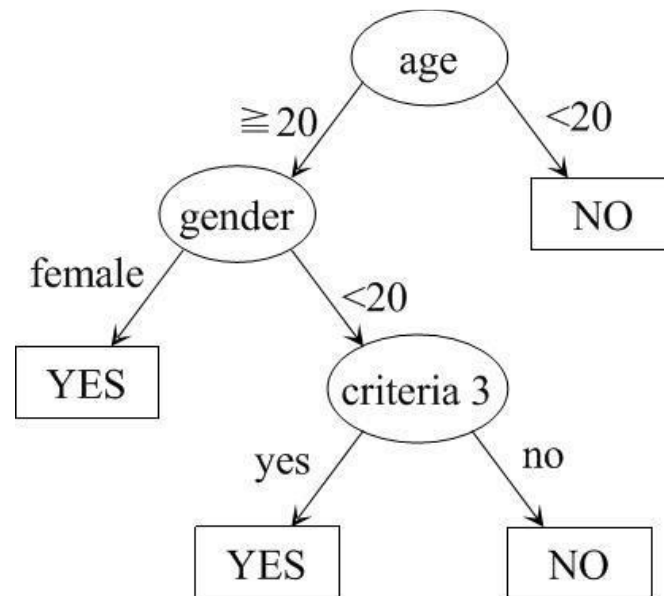 age
≧20
<20
gender
NO
female
<20
YES
criteria 3
yes
no
YES
NO